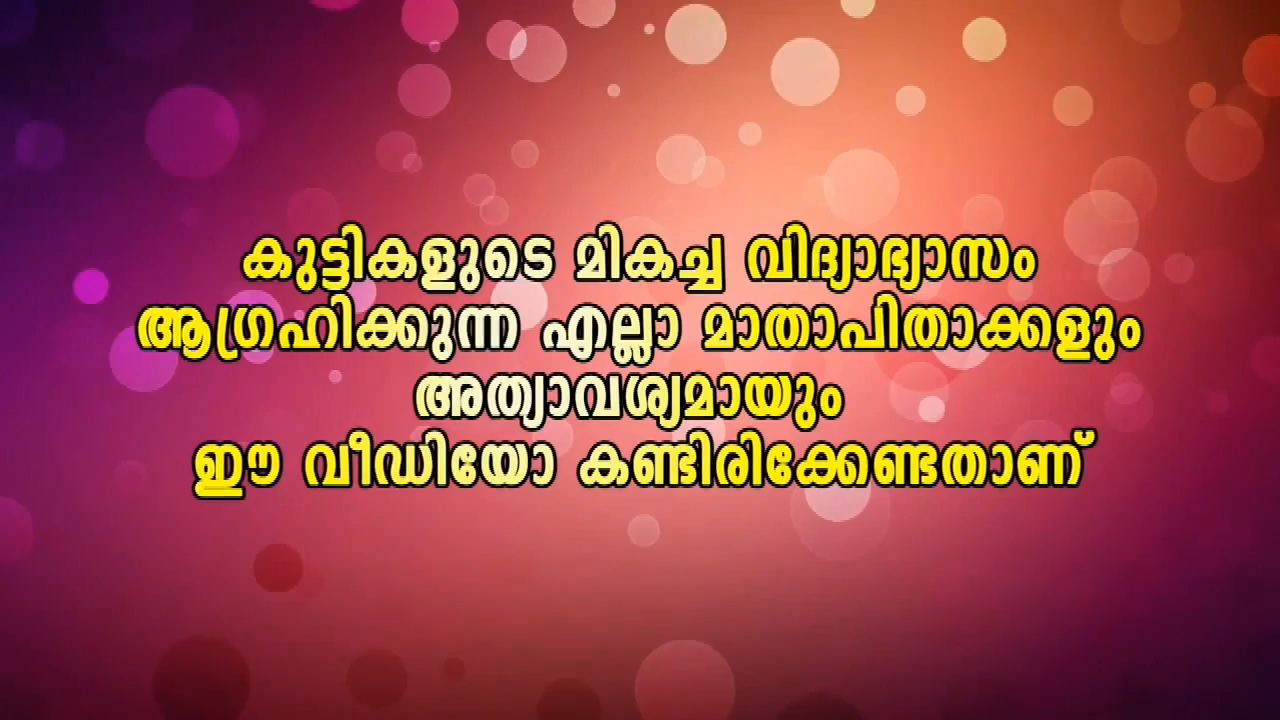 കുട്ടികളുടെ മികച്ച വിദ്യാഭ്യാസം
ആഗ്രഹിക്കുന്ന എല്ലാ മാതാപിതാക്കളും
അത്യാവശ്യമായും
ഈ വീഡിയോ കണ്ടിരിക്കേണ്ടതാണ്